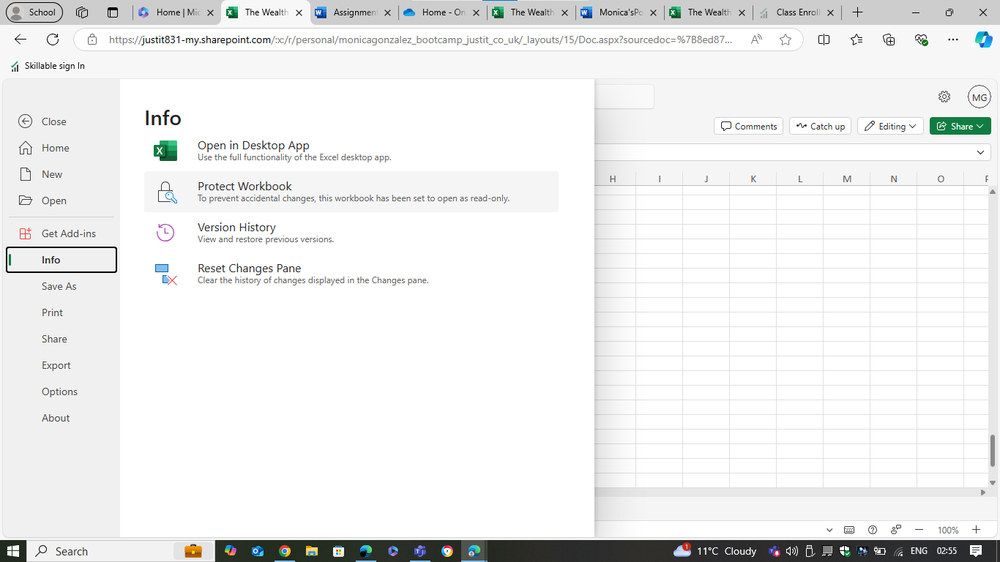 School
Home | Mic
The Wealth
Assignmen
Home - On
The Wealth
Monica'sPo
The Wealth
Class Enroll
https://justit831-my.sharepoint.com/:x:/r/personal/monicagonzalez_bootcamp_justit_co_uk/_layouts/15/Doc.aspx?sourcedoc=%7B8ed87...
Skillable sign In
MG
Comments
Catch up
Editing
Share
Close
Home
New
Open
Get Add-ins
Info
Save As
Print
Share
Export
Options
About
Info
Open in Desktop App
Use the full functionality of the Excel desktop app.
Protect Workbook
To prevent accidental changes, this workbook has been set to open as read-only.
Version History
View and restore previous versions.
Reset Changes Pane
Clear the history of changes displayed in the Changes pane.
H I J K L M N O
100%
Search
1
11°C Cloudy
ENG
02:55